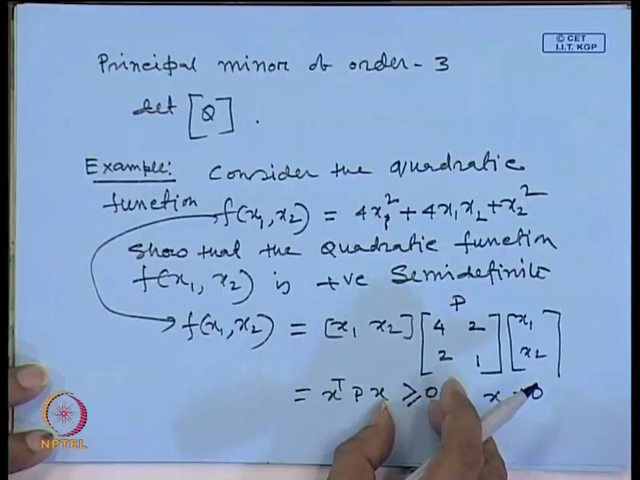 © CET
I.I.T. KGP
Principal minor of order - 3
det [Q] .
Example: Consider the quadratic
function f(x₁, x₂) = 4x₁² + 4x₁x₂ + x₂²
Show that the Quadratic function
f(x₁, x₂) is +ve Semidefinite
P
f(x₁, x₂) = [x₁ x₂] [4 2; 2 1] [x₁; x₂]
= xᵀ P x ≥ 0 x 0
NPTEL